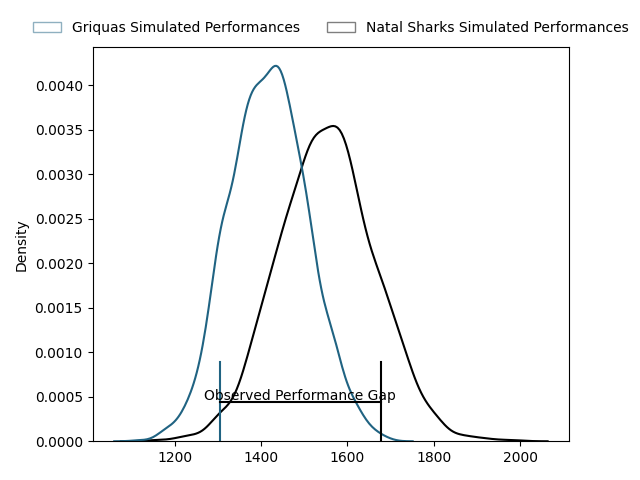 Griquas Simulated Performances
Natal Sharks Simulated Performances
0.0040
0.0035
0.0030
0.0025
0.0020
0.0015
0.0010
0.0005
0.0000
Density
Observed Performance Gap
1200 1400 1600 1800 2000